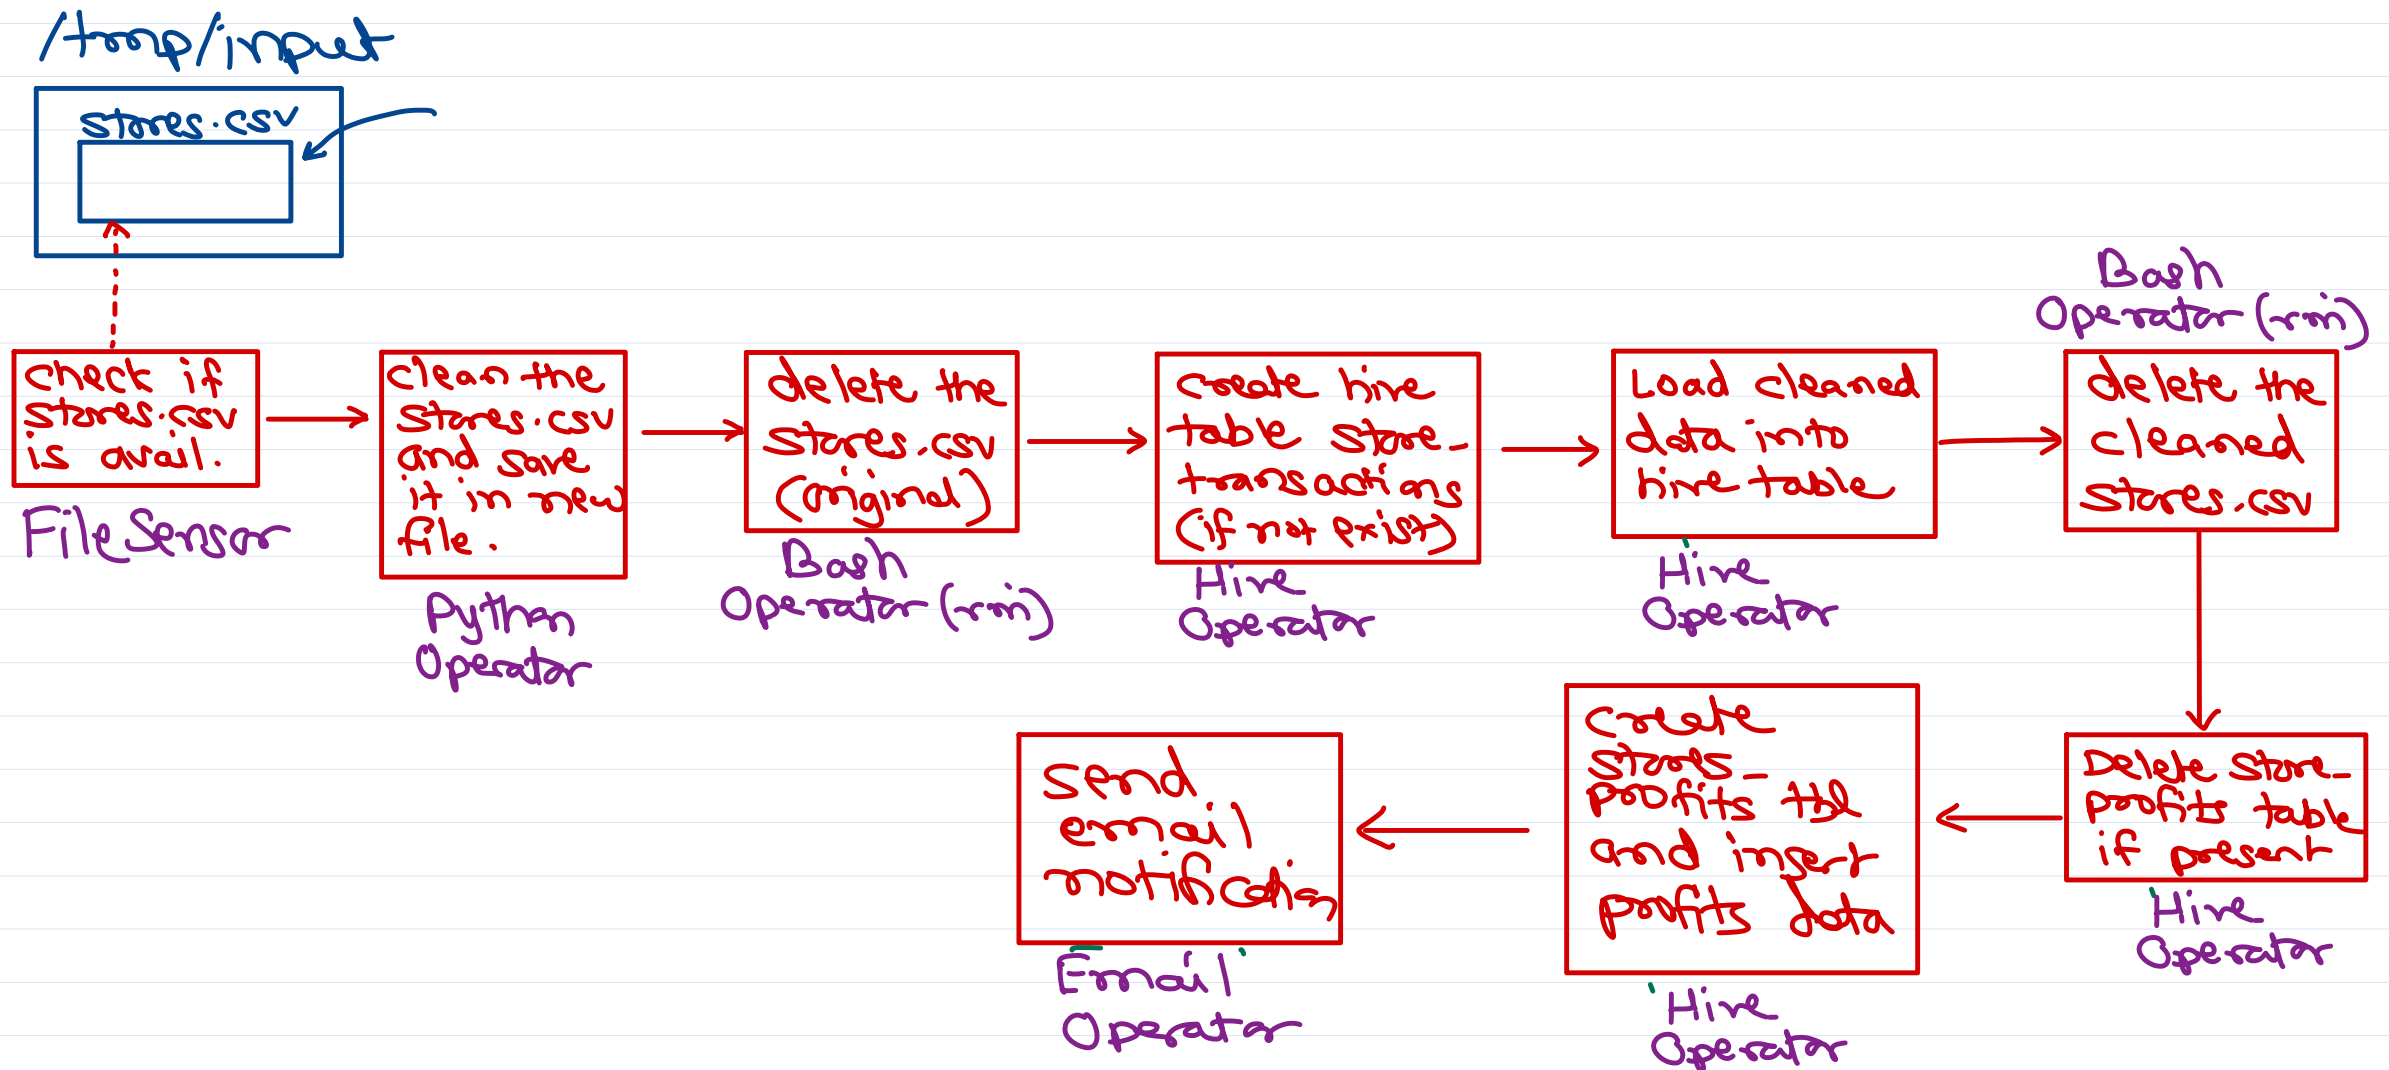 /tmp/input
stores.csv
check if
stores.csv
is avail.
FileSensor
clean the
stores.csv
and save
it in new
file.
Python
Operator
delete the
stores.csv
(original)
Bash
Operator (rm)
create hive
table store_
transactions
(if not exist)
Hive
Operator
Load cleaned
data into
hive table
Hive
Operator
Bash
Operator (rm)
delete the
cleaned
stores.csv
Delete store_
profits table
if present
Hive
Operator
create
stores_
profits tbl
and insert
profits data
Hive
Operator
send
email
notification
Email
Operator